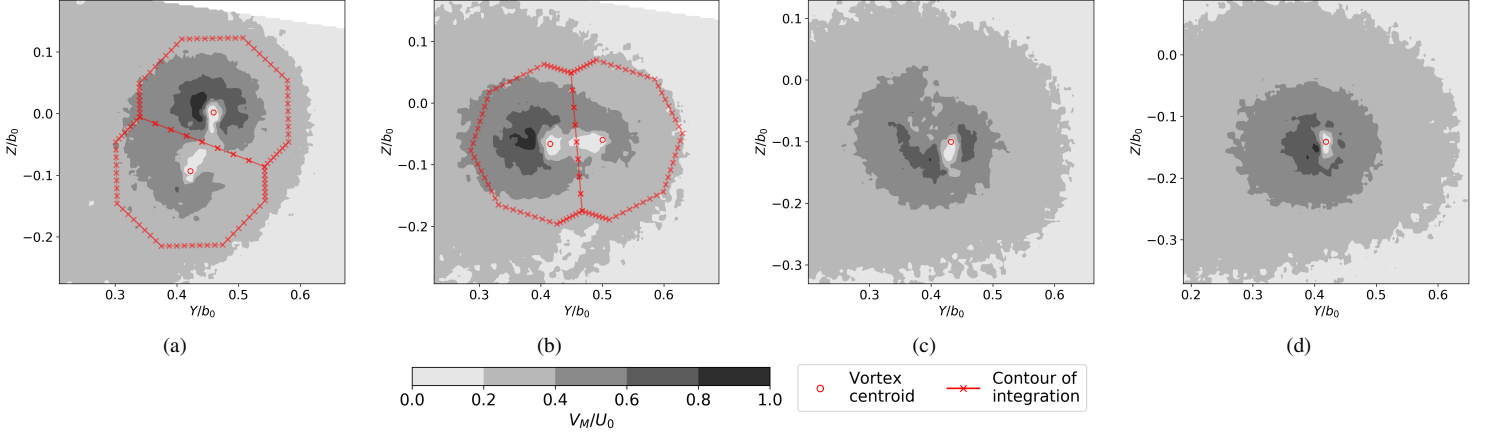 0.1
0.0
−0.1
−0.2
Z/b0
0.3 0.4 0.5 0.6
Y/b0
(a)
0.1
0.0
−0.1
−0.2
Z/b0
0.3 0.4 0.5 0.6
Y/b0
(b)
0.1
0.0
−0.1
−0.2
−0.3
Z/b0
0.3 0.4 0.5 0.6
Y/b0
(c)
0.0
−0.1
−0.2
−0.3
Z/b0
0.2 0.3 0.4 0.5 0.6
Y/b0
(d)
0.0 0.2 0.4 0.6 0.8 1.0
VM/U0
Vortex
centroid
Contour of
integration